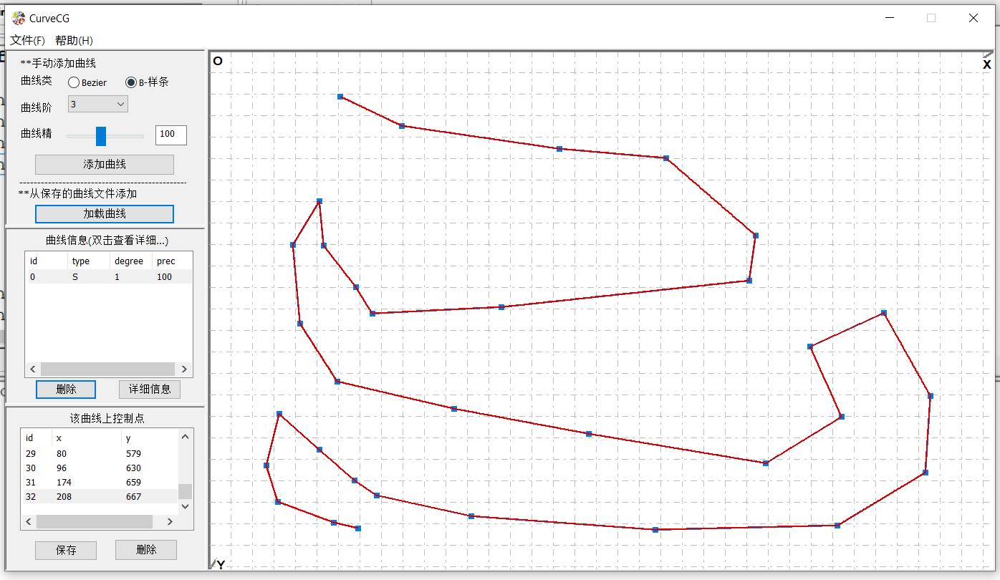 CurveCG
文件(F) 帮助(H)
**手动添加曲线
曲线类 Bezier B-样条
曲线阶 3
曲线精 100
添加曲线
**从保存的曲线文件添加
加载曲线
曲线信息(双击查看详细...)
id type degree prec
0 S 1 100
删除 详细信息
该曲线上控制点
id x y
29 80 579
30 96 630
31 174 659
32 208 667
保存 删除
O
X
Y